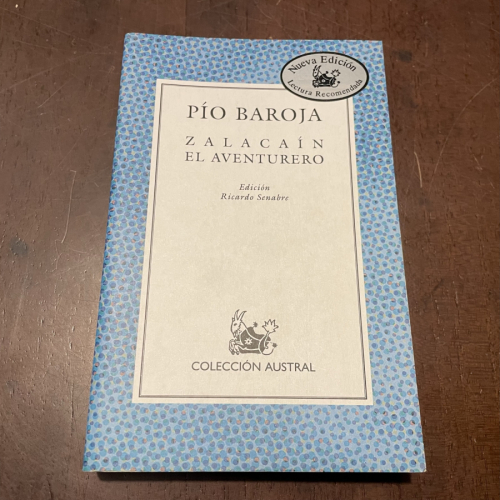 Nueva Edición
Lectura Recomendada
PÍO BAROJA
ZALACAÍN
EL AVENTURERO
Edición
Ricardo Senabre
COLECCIÓN AUSTRAL